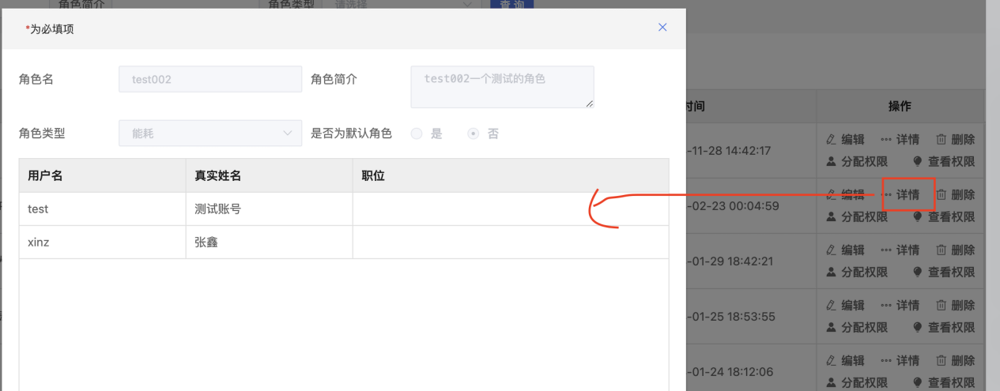 角色简介 角色类型 请选择 查询
*为必填项
角色名 test002 角色简介 test002一个测试的角色
角色类型 能耗 是否为默认角色 是 否
用户名 真实姓名 职位
test 测试账号
xinz 张鑫
时间 操作
-11-28 14:42:17 编辑 详情 删除
分配权限 查看权限
-02-23 00:04:59 编辑 详情 删除
分配权限 查看权限
-01-29 18:42:21 编辑 详情 删除
分配权限 查看权限
-01-25 18:53:55 编辑 详情 删除
分配权限 查看权限
-01-24 18:12:06 编辑 详情 删除
分配权限 查看权限